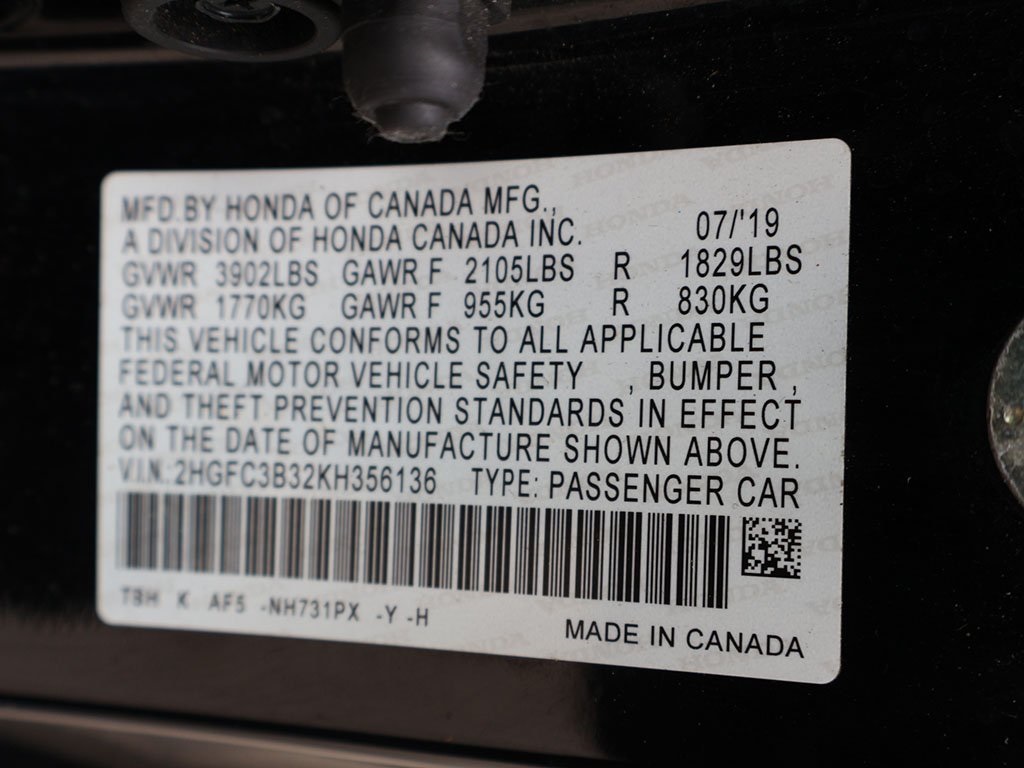 MFD.BY HONDA OF CANADA MFG.,
A DIVISION OF HONDA CANADA INC. 07/'19
GVWR 3902LBS GAWR F 2105LBS R 1829LBS
GVWR 1770KG GAWR F 955KG R 830KG
THIS VEHICLE CONFORMS TO ALL APPLICABLE
FEDERAL MOTOR VEHICLE SAFETY , BUMPER ,
AND THEFT PREVENTION STANDARDS IN EFFECT
ON THE DATE OF MANUFACTURE SHOWN ABOVE.
V.I.N.:2HGFC3B32KH356136 TYPE: PASSENGER CAR
TBH K AF5 -NH731PX -Y -H
MADE IN CANADA